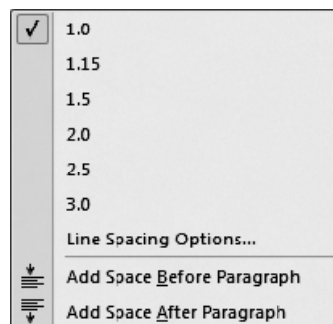 1.0
1.15
1.5
2.0
2.5
3.0
Line Spacing Options...
Add Space Before Paragraph
Add Space After Paragraph